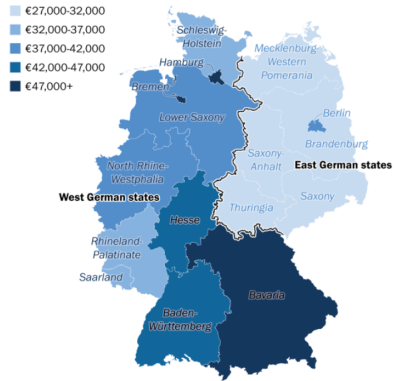 €27,000-32,000
€32,000-37,000
€37,000-42,000
€42,000-47,000
€47,000+
Schleswig-
Holstein
Mecklenburg-
Western
Pomerania
Hamburg
Bremen
Lower Saxony
Berlin
Brandenburg
East German states
Saxony
Anhalt
North Rhine-
Westphalia
West German states
Saxony
Thuringia
Hesse
Rhineland
Palatinate
Saarland
Bavaria
Baden-
Württemberg